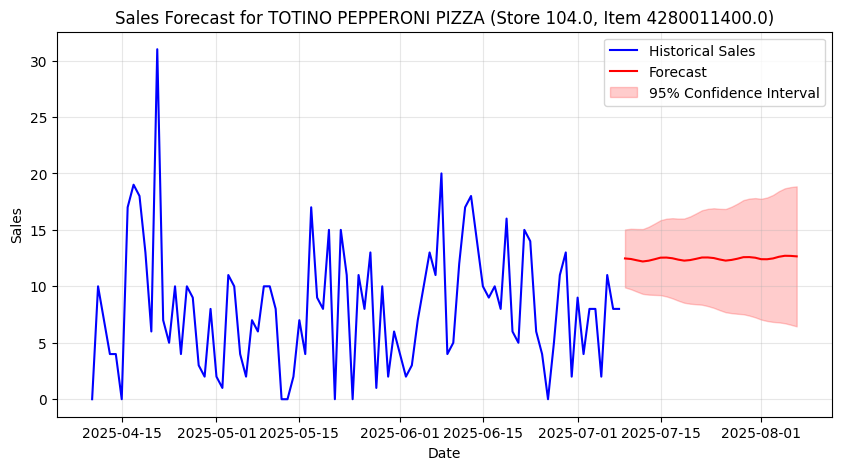 Sales Forecast for TOTINO PEPPERONI PIZZA (Store 104.0, Item 4280011400.0)
Historical Sales
Forecast
95% Confidence Interval
Sales
30
25
20
15
10
5
0
2025-04-15 2025-05-01 2025-05-15 2025-06-01 2025-06-15 2025-07-01 2025-07-15 2025-08-01
Date